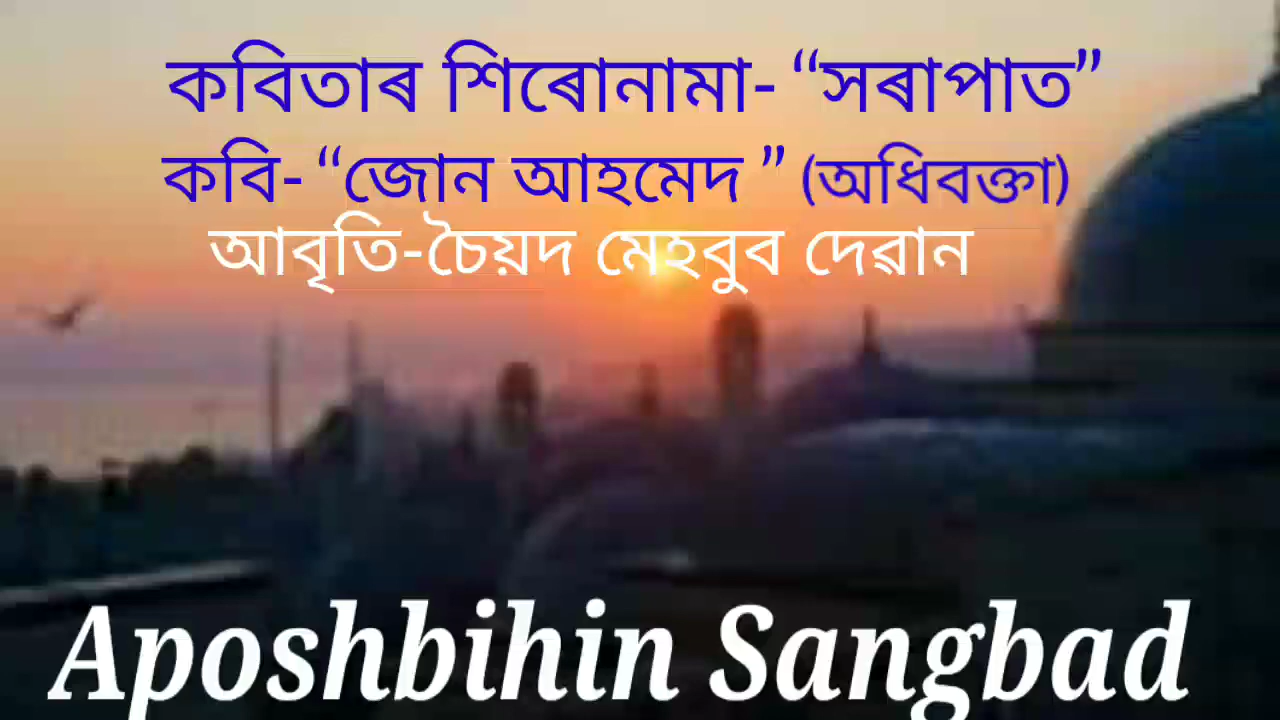 কবিতাৰ শিৰোনামা- “সৰাপাত”
কবি- “জোন আহমেদ ” (অধিবক্তা)
আবৃতি-চৈয়দ মেহবুব দেৱান
Aposhbihin Sangbad